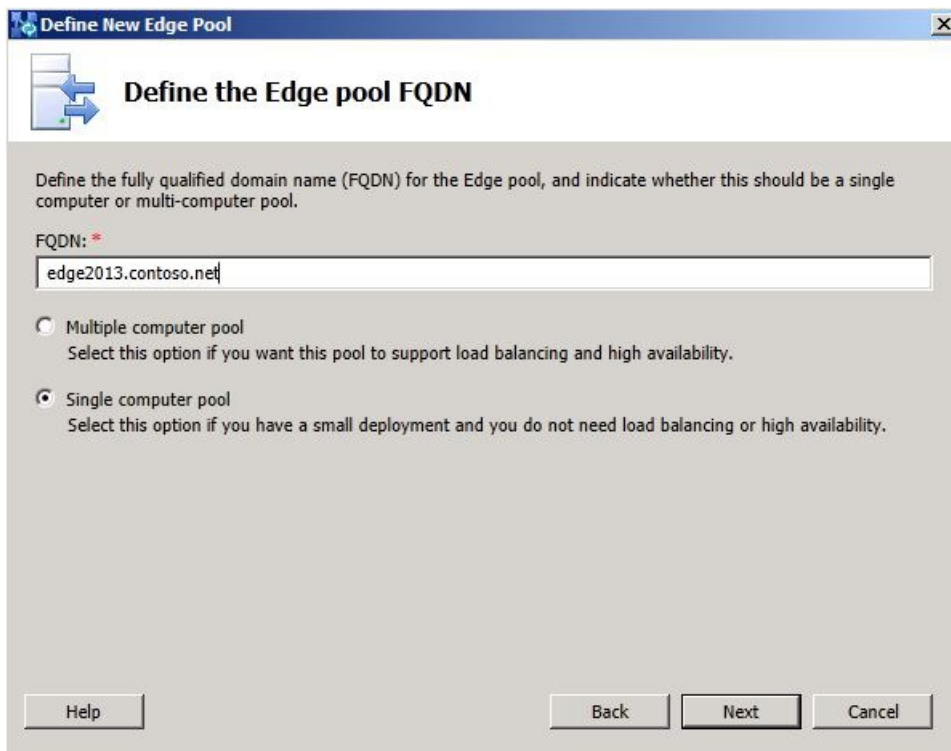 Define New Edge Pool
Define the Edge pool FQDN
Define the fully qualified domain name (FQDN) for the Edge pool, and indicate whether this should be a single
computer or multi-computer pool.
FQDN: *
edge2013.contoso.net
Multiple computer pool
Select this option if you want this pool to support load balancing and high availability.
Single computer pool
Select this option if you have a small deployment and you do not need load balancing or high availability.
Help
Back
Next
Cancel